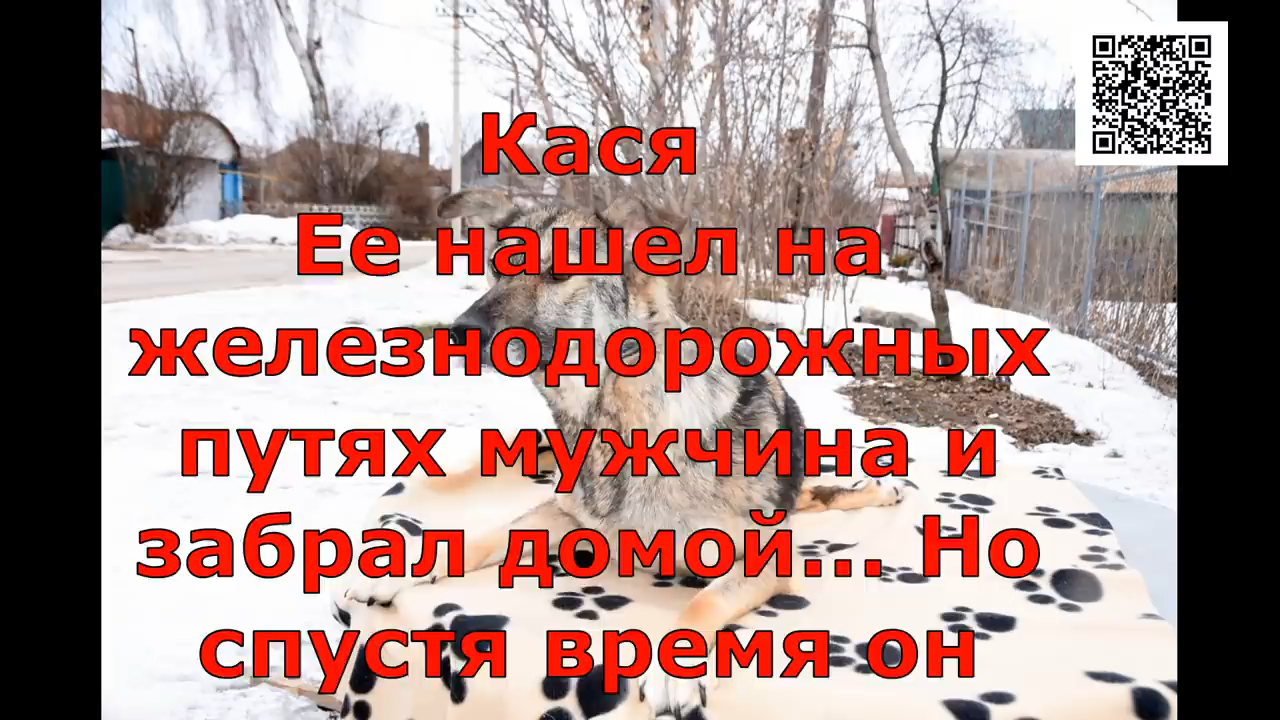 Кася
Ее нашел на
железнодорожных
путях мужчина и
забрал домой... Но
спустя время он